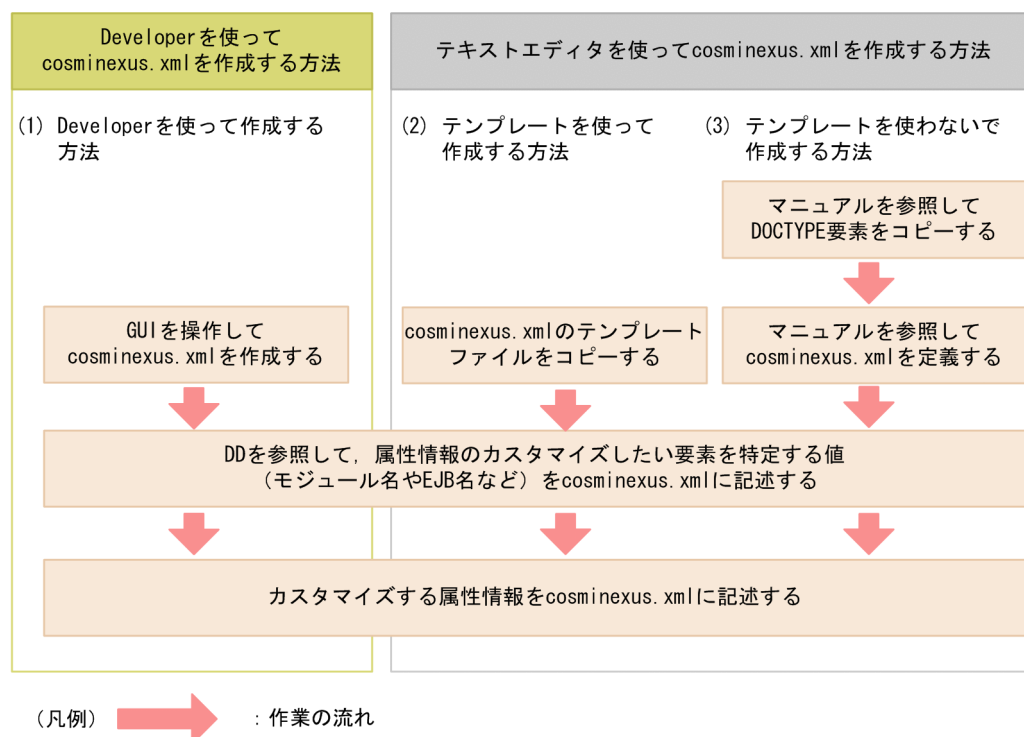 Developerを使って
cosminexus.xmlを作成する方法
テキストエディタを使ってcosminexus.xmlを作成する方法
(1) Developerを使って作成する
方法
(2) テンプレートを使って
作成する方法
(3) テンプレートを使わないで
作成する方法
マニュアルを参照して
DOCTYPE要素をコピーする
GUIを操作して
cosminexus.xmlを作成する
cosminexus.xmlのテンプレート
ファイルをコピーする
マニュアルを参照して
cosminexus.xmlを定義する
DDを参照して，属性情報のカスタマイズしたい要素を特定する値
（モジュール名やEJB名など）をcosminexus.xmlに記述する
カスタマイズする属性情報をcosminexus.xmlに記述する
（凡例） ：作業の流れ